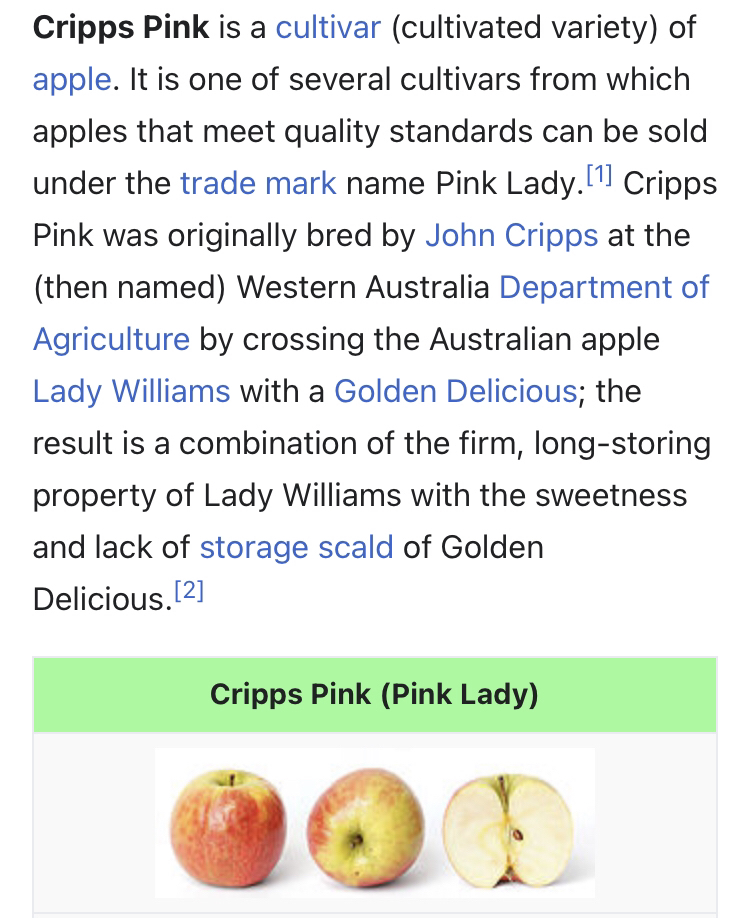 Cripps Pink is a cultivar (cultivated variety) of
apple. It is one of several cultivars from which
apples that meet quality standards can be sold
under the trade mark name Pink Lady.[1] Cripps
Pink was originally bred by John Cripps at the
(then named) Western Australia Department of
Agriculture by crossing the Australian apple
Lady Williams with a Golden Delicious; the
result is a combination of the firm, long-storing
property of Lady Williams with the sweetness
and lack of storage scald of Golden
Delicious.[2]
Cripps Pink (Pink Lady)